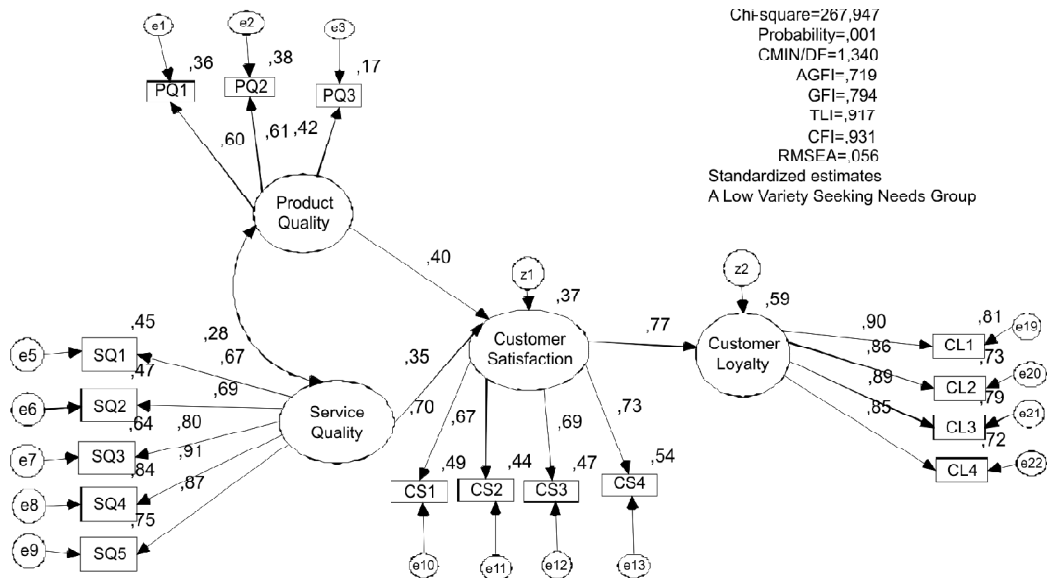 Chi-square=267,947
Probability=,001
CMIN/DF=1,340
AGFI=,719
GFI=,794
TLI=,917
CFI=,931
RMSEA=,056
Standardized estimates
A Low Variety Seeking Needs Group
e1
e2
e3
,36
,38
,17
PQ1
PQ2
PQ3
,60
,61
,42
Product
Quality
,40
,28
z1
,37
z2
,59
Customer
Satisfaction
,77
Customer
Loyalty
,90
,81
e19
CL1
,86
,73
e20
CL2
,89
,79
e21
CL3
,85
,72
e22
CL4
,45
e5
SQ1
,67
,47
e6
SQ2
,69
,64
e7
SQ3
,80
,84
e8
SQ4
,91
,75
e9
SQ5
,87
Service
Quality
,35
,70
,67
,69
,73
,49
,44
,47
,54
CS1
CS2
CS3
CS4
e10
e11
e12
e13